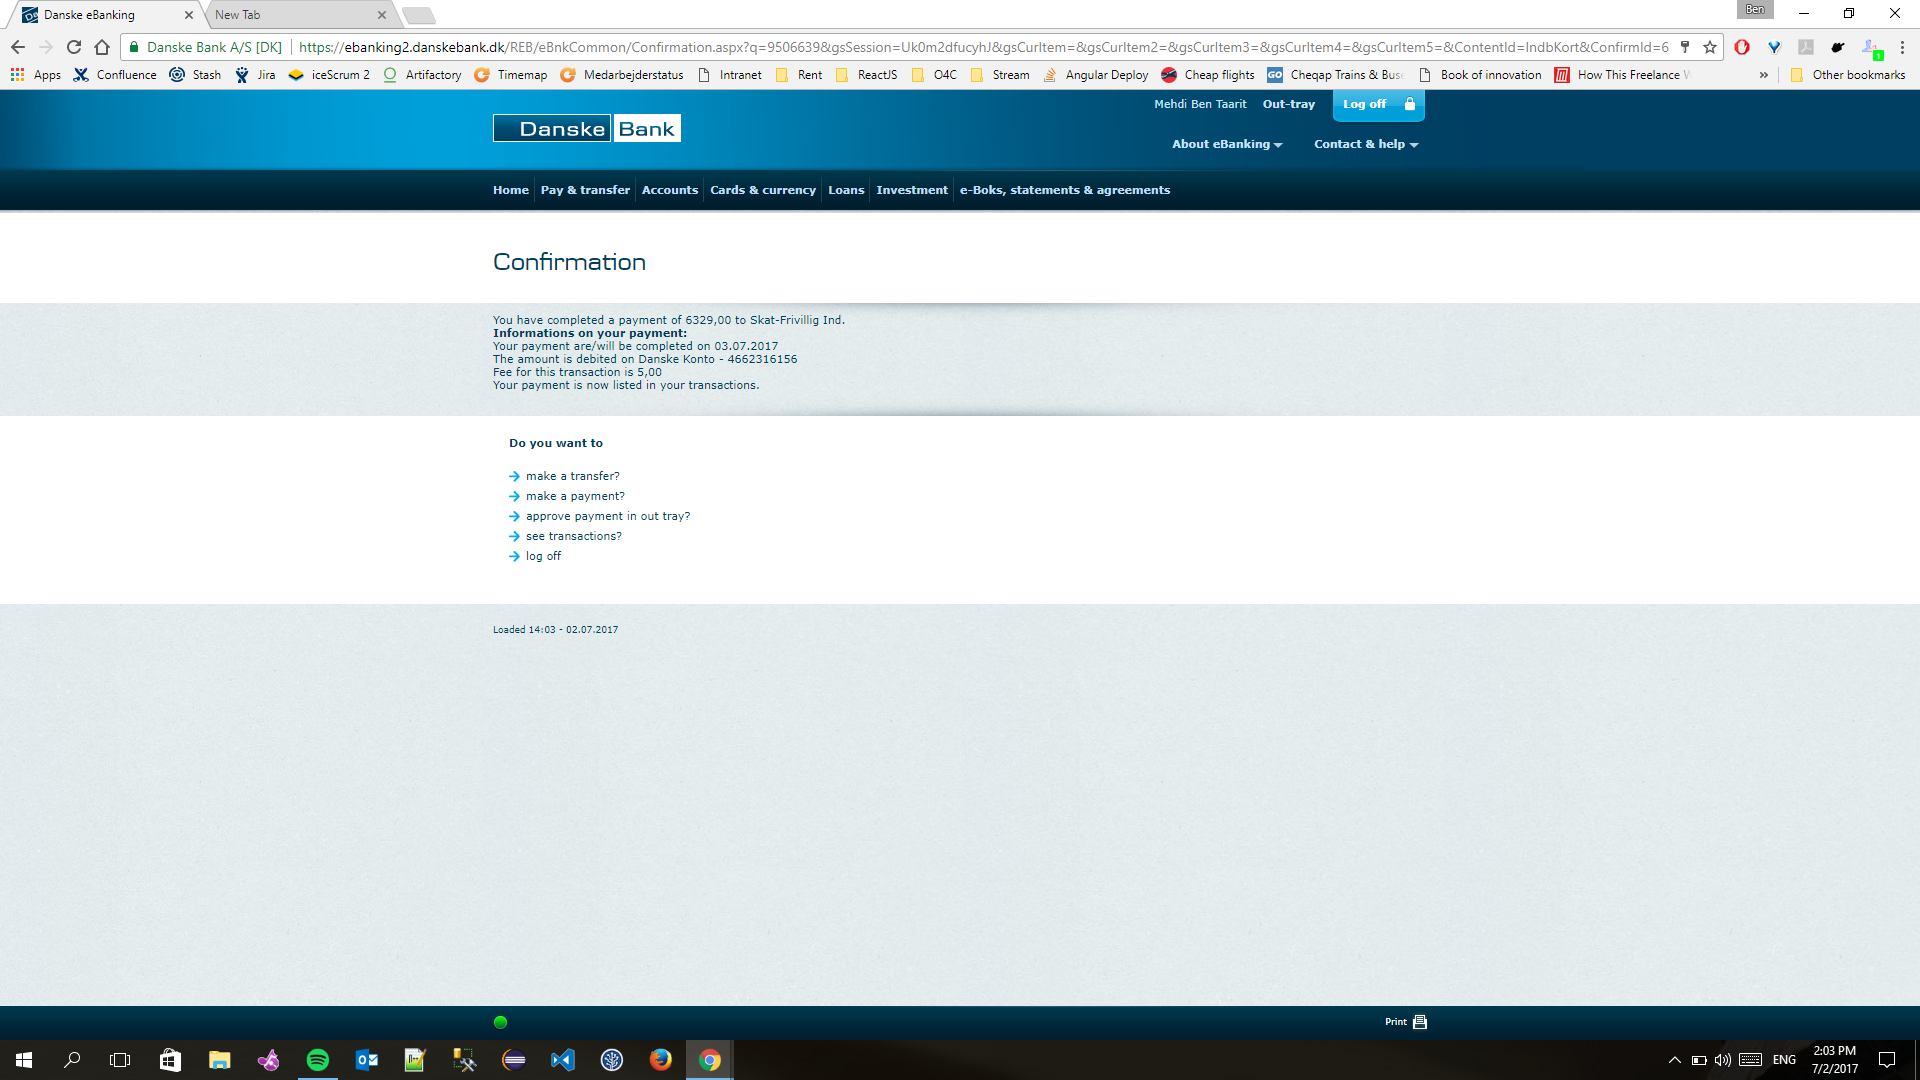 Danske eBanking
New Tab
Ben
Danske Bank A/S [DK]
https://ebanking2.danskebank.dk/REB/eBnkCommon/Confirmation.aspx?q=9506639&gsSession=Uk0m2dfucyhJ&gsCurItem=&gsCurItem2=&gsCurItem3=&gsCurItem4=&gsCurItem5=&ContentId=IndbKort&ConfirmId=6
Apps Confluence Stash Jira iceScrum 2 Artifactory Timemap Medarbejderstatus Intranet Rent ReactJS O4C Stream Angular Deploy Cheap flights Cheqap Trains & Buse Book of innovation How This Freelance » Other bookmarks
1
Mehdi Ben Taarit Out-tray Log off
Danske Bank
About eBanking Contact & help
Home Pay & transfer Accounts Cards & currency Loans Investment e-Boks, statements & agreements
Confirmation
You have completed a payment of 6329,00 to Skat-Frivillig Ind.
Informations on your payment:
Your payment are/will be completed on 03.07.2017
The amount is debited on Danske Konto - 4662316156
Fee for this transaction is 5,00
Your payment is now listed in your transactions.
Do you want to
make a transfer?
make a payment?
approve payment in out tray?
see transactions?
log off
Loaded 14:03 - 02.07.2017
Print
ENG
2:03 PM
7/2/2017